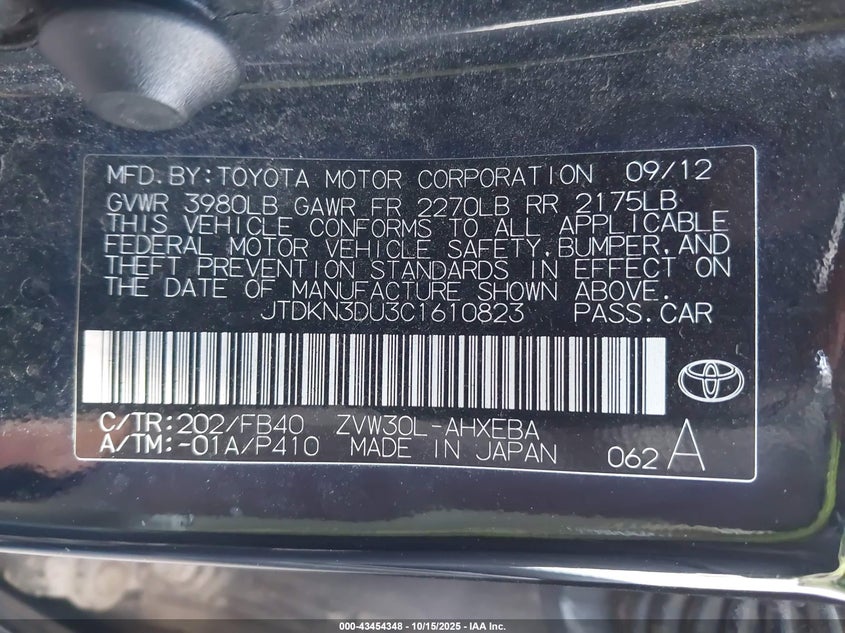 MFD.BY:TOYOTA MOTOR CORPORATION 09/12
GVWR 3980LB GAWR FR 2270LB RR 2175LB
THIS VEHICLE CONFORMS TO ALL APPLICABLE
FEDERAL MOTOR VEHICLE SAFETY,BUMPER,AND
THEFT PREVENTION STANDARDS IN EFFECT ON
THE DATE OF MANUFACTURE SHOWN ABOVE.
JTDKN3DU3C1610823 PASS.CAR
C/TR:202/FB40 ZVW30L-AHXEBA
A/TM:-01A/P410 MADE IN JAPAN 062 A
000-43454348 | 10/15/2025 - IAA Inc.